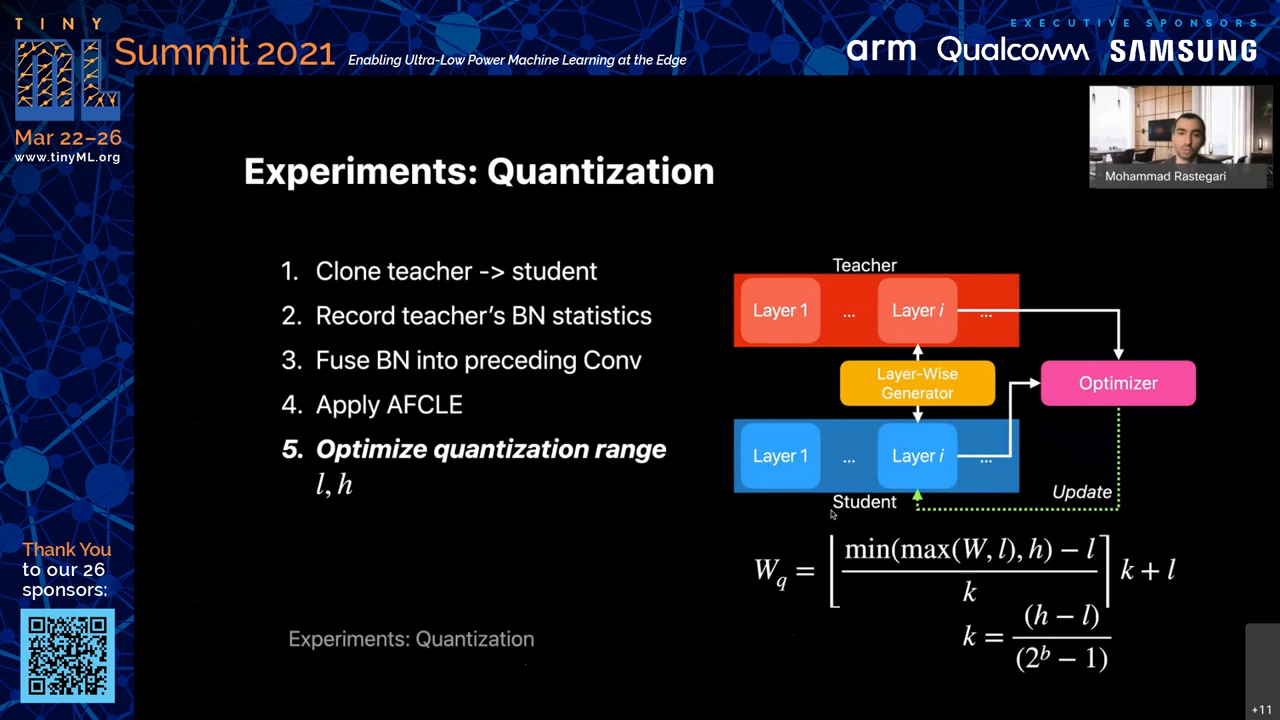 TINY
ML
Summit 2021
Enabling Ultra-Low Power Machine Learning at the Edge
EXECUTIVE SPONSORS
arm Qualcomm SAMSUNG
Mar 22–26
www.tinyML.org
Mohammad Rastegari
Experiments: Quantization
1. Clone teacher -> student
2. Record teacher's BN statistics
3. Fuse BN into preceding Conv
4. Apply AFCLE
5. Optimize quantization range
l, h
Teacher
Layer 1 ... Layer i ...
Layer-Wise
Generator
Optimizer
Layer 1 ... Layer i ...
Student
Update
W_q = ⌊ (min(max(W, l), h) − l) / k ⌉ k + l
k = (h − l) / (2^b − 1)
Experiments: Quantization
Thank You
to our 26
sponsors:
+11